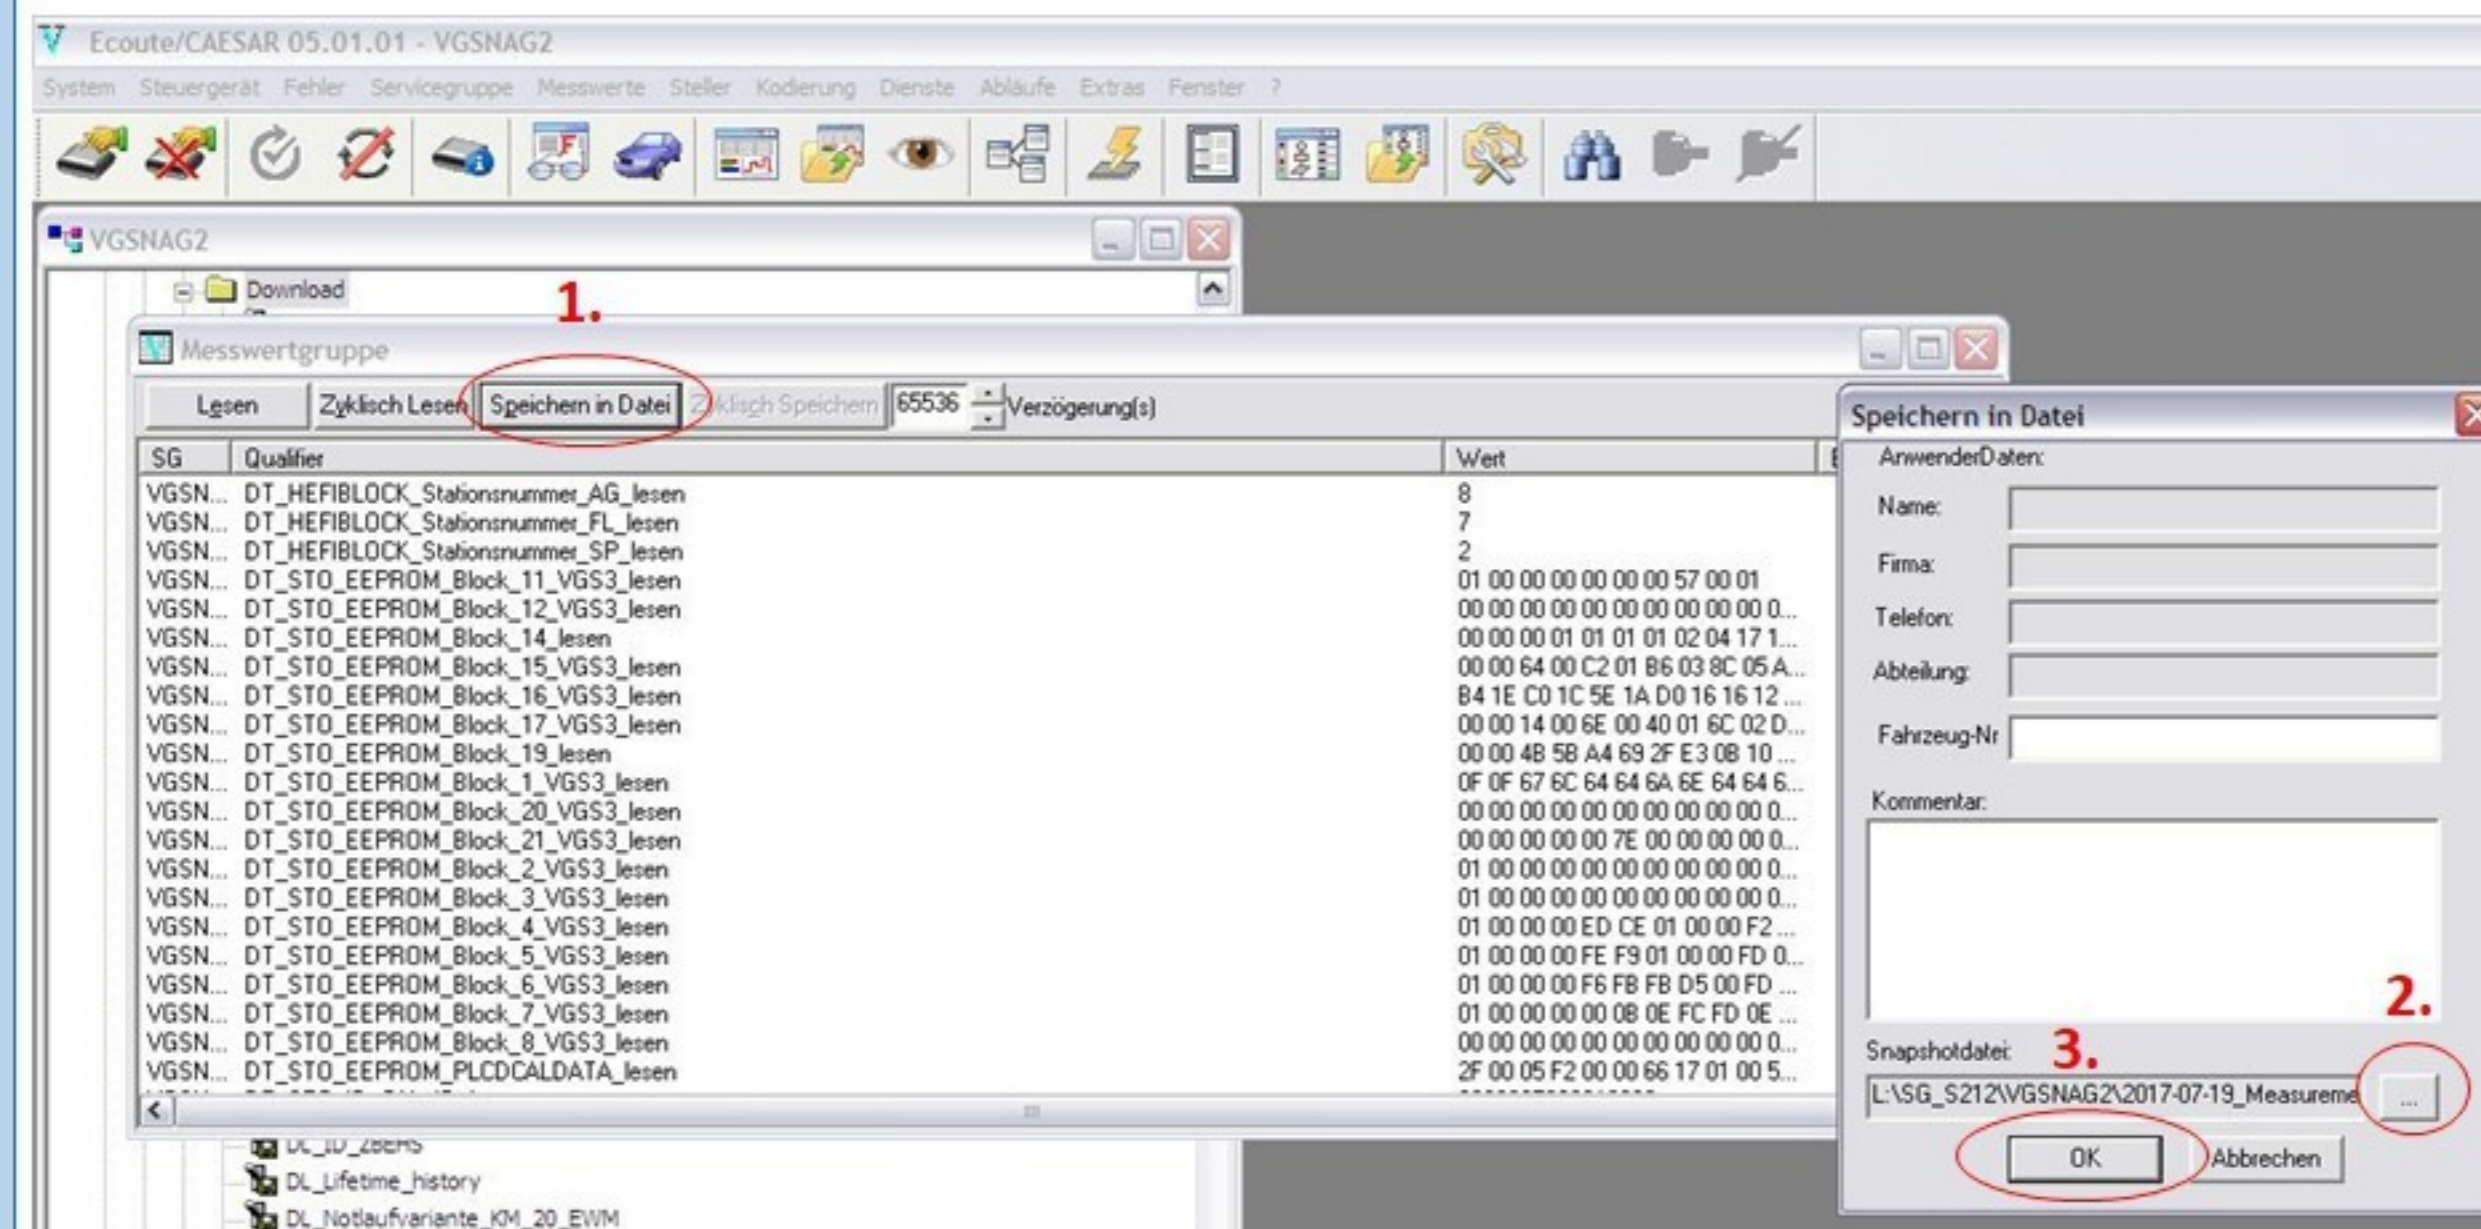 Ecoute/CAESAR 05.01.01 - VGSNAG2
System Steuergerät Fehler Servicegruppe Messwerte Steller Kodierung Dienste Abläufe Extras Fenster ?
VGSNAG2
Download
1.
Messwertgruppe
Lesen Zyklisch Lesen Speichern in Datei Zyklisch Speichern 65536 Verzögerung(s)
SG Qualifier Wert
VGSN... DT_HEFIBLOCK_Stationsnummer_AG_lesen 8
VGSN... DT_HEFIBLOCK_Stationsnummer_FL_lesen 7
VGSN... DT_HEFIBLOCK_Stationsnummer_SP_lesen 2
VGSN... DT_STO_EEPROM_Block_11_VGS3_lesen 01 00 00 00 00 00 00 57 00 01
VGSN... DT_STO_EEPROM_Block_12_VGS3_lesen 00 00 00 00 00 00 00 00 00 00 0...
VGSN... DT_STO_EEPROM_Block_14_lesen 00 00 00 01 01 01 01 02 04 17 1...
VGSN... DT_STO_EEPROM_Block_15_VGS3_lesen 00 00 64 00 C2 01 B6 03 8C 05 A...
VGSN... DT_STO_EEPROM_Block_16_VGS3_lesen B4 1E C0 1C 5E 1A D0 16 16 12 ...
VGSN... DT_STO_EEPROM_Block_17_VGS3_lesen 00 00 14 00 6E 00 40 01 6C 02 D...
VGSN... DT_STO_EEPROM_Block_19_lesen 00 00 4B 5B A4 69 2F E3 0B 10 ...
VGSN... DT_STO_EEPROM_Block_1_VGS3_lesen 0F 0F 67 6C 64 64 6A 6E 64 64 6...
VGSN... DT_STO_EEPROM_Block_20_VGS3_lesen 00 00 00 00 00 00 00 00 00 00 0...
VGSN... DT_STO_EEPROM_Block_21_VGS3_lesen 00 00 00 00 00 7E 00 00 00 00 0...
VGSN... DT_STO_EEPROM_Block_2_VGS3_lesen 01 00 00 00 00 00 00 00 00 00 0...
VGSN... DT_STO_EEPROM_Block_3_VGS3_lesen 01 00 00 00 00 00 00 00 00 00 0...
VGSN... DT_STO_EEPROM_Block_4_VGS3_lesen 01 00 00 00 ED CE 01 00 00 F2 ...
VGSN... DT_STO_EEPROM_Block_5_VGS3_lesen 01 00 00 00 FE F9 01 00 00 FD 0...
VGSN... DT_STO_EEPROM_Block_6_VGS3_lesen 01 00 00 00 F6 FB FB D5 00 FD ...
VGSN... DT_STO_EEPROM_Block_7_VGS3_lesen 01 00 00 00 00 0B 0E FC FD 0E ...
VGSN... DT_STO_EEPROM_Block_8_VGS3_lesen 00 00 00 00 00 00 00 00 00 00 0...
VGSN... DT_STO_EEPROM_PLCDCALDATA_lesen 2F 00 05 F2 00 00 66 17 01 00 5...
DL_ID_ZBEHS
DL_Lifetime_history
DL_Notlaufvariante_KM_20_EWM
Speichern in Datei
AnwenderDaten:
Name:
Firma:
Telefon:
Abteilung:
Fahrzeug-Nr
Kommentar:
2.
Snapshotdatei:
3.
L:\SG_S212\VGSNAG2\2017-07-19_Measureme ...
OK Abbrechen